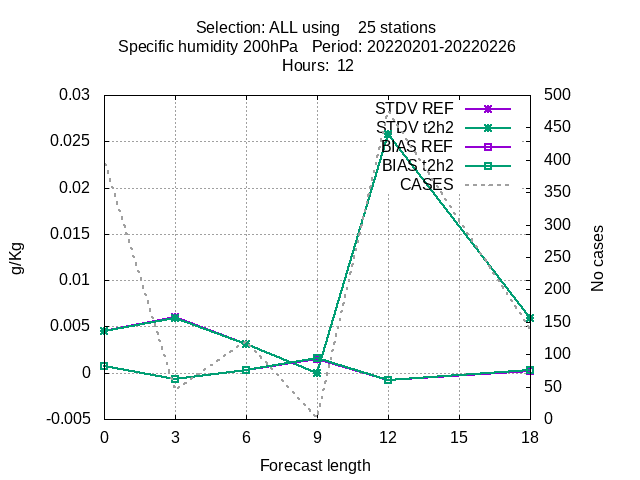 Selection: ALL using 25 stations
Specific humidity 200hPa Period: 20220201-20220226
Hours: 12
0.03
0.025
0.02
0.015
0.01
0.005
0
-0.005
g/Kg
500
450
400
350
300
250
200
150
100
50
0
No cases
STDV REF
STDV t2h2
BIAS REF
BIAS t2h2
CASES
0 3 6 9 12 15 18
Forecast length